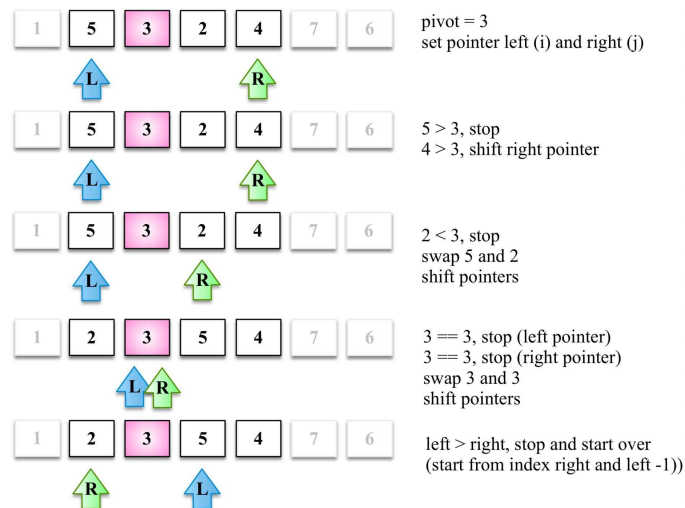 1 5 3 2 4 7 6
pivot = 3
set pointer left (i) and right (j)
L R
1 5 3 2 4 7 6
5 > 3, stop
4 > 3, shift right pointer
L R
1 5 3 2 4 7 6
2 < 3, stop
swap 5 and 2
shift pointers
L R
1 2 3 5 4 7 6
3 == 3, stop (left pointer)
3 == 3, stop (right pointer)
swap 3 and 3
shift pointers
L R
1 2 3 5 4 7 6
left > right, stop and start over
(start from index right and left -1))
R L